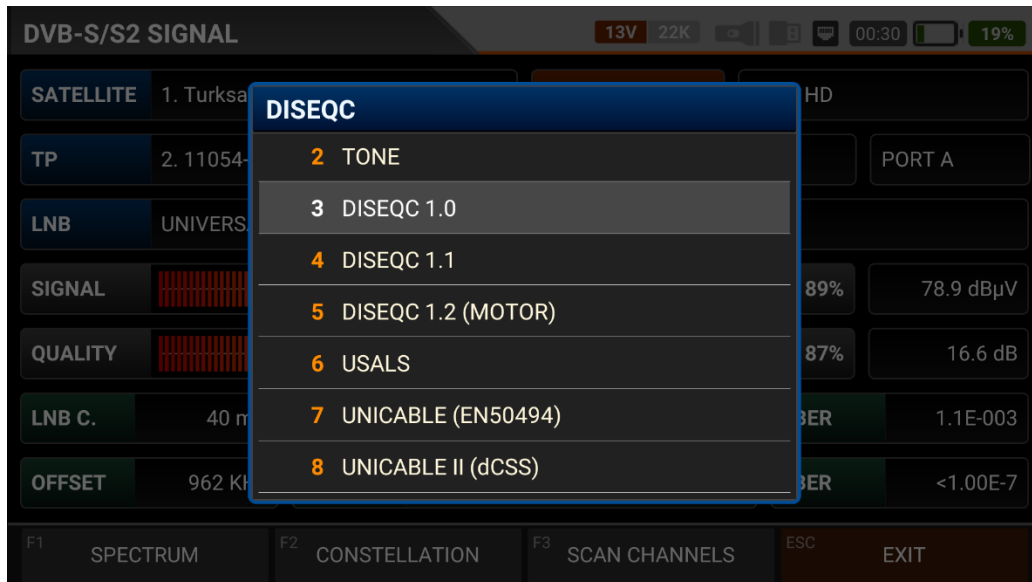 DVB-S/S2 SIGNAL 13V 22K 00:30 19%
SATELLITE 1. Turksa HD
DISEQC
2 TONE
TP 2. 11054- PORT A
3 DISEQC 1.0
LNB UNIVERS
4 DISEQC 1.1
SIGNAL 89% 78.9 dBµV
5 DISEQC 1.2 (MOTOR)
QUALITY 87% 16.6 dB
6 USALS
7 UNICABLE (EN50494)
LNB C. 40 m BER 1.1E-003
8 UNICABLE II (dCSS)
OFFSET 962 KH BER <1.00E-7
F1 SPECTRUM F2 CONSTELLATION F3 SCAN CHANNELS ESC EXIT